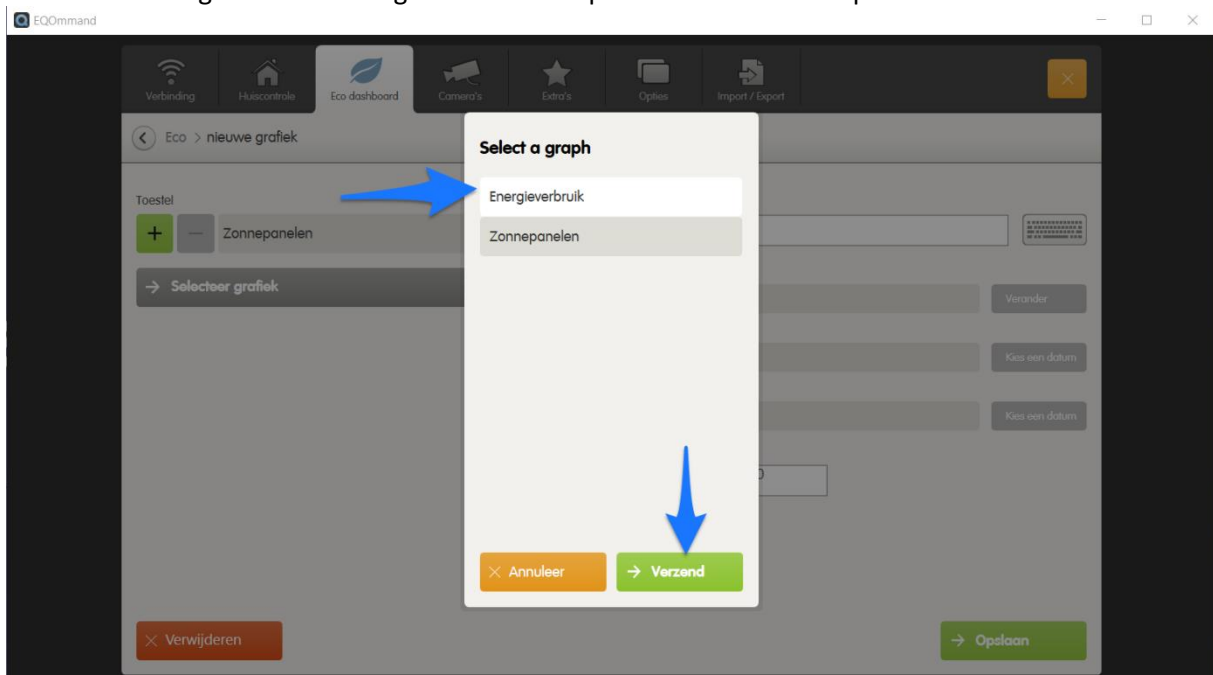 EQOmmand
Verbinding
Huiscontrole
Eco dashboard
Camera's
Extra's
Opties
Import / Export
Eco > nieuwe grafiek
Select a graph
Toestel
Energieverbruik
Zonnepanelen
Zonnepanelen
Selecteer grafiek
Verander
Kies een datum
Kies een datum
Annuleer
Verzend
Verwijderen
Opslaan